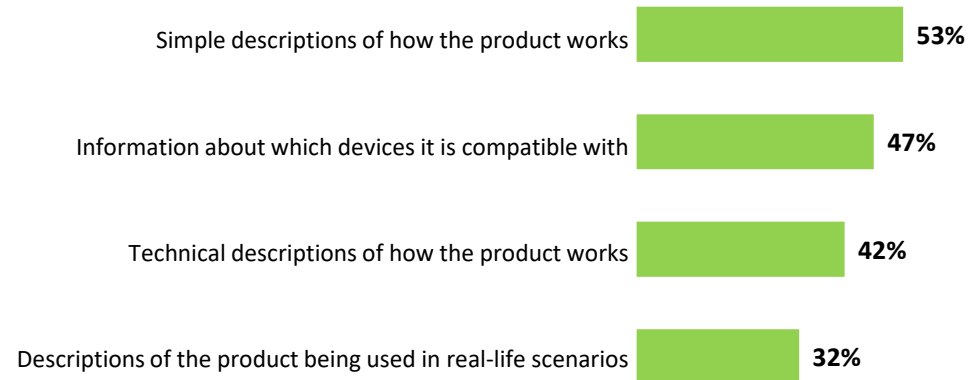 Simple descriptions of how the product works 53%
Information about which devices it is compatible with 47%
Technical descriptions of how the product works 42%
Descriptions of the product being used in real-life scenarios 32%